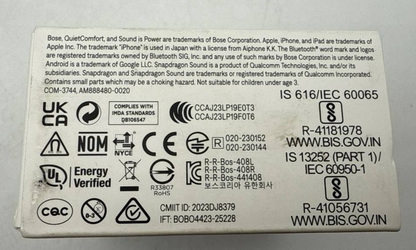 Bose, QuietComfort, and Sound is Power are trademarks of Bose Corporation. Apple, iPhone, and iPad are trademarks of
Apple Inc. The trademark "iPhone" is used in Japan with a license from Aiphone K.K. The Bluetooth® word mark and logos
are registered trademarks owned by Bluetooth SIG, Inc. and any use of such marks by Bose Corporation is under license.
Android is a trademark of Google LLC. Snapdragon Sound is a product of Qualcomm Technologies, Inc. and/or its
subsidiaries. Snapdragon and Snapdragon Sound are trademarks or registered trademarks of Qualcomm Incorporated.
Contains small parts which may be a choking hazard. Not suitable for children under age 3.
COM-3744, AM888480-0020
IS 616/IEC 60065
UK
CA
COMPLIES WITH
IMDA STANDARDS
DB106547
CCAJ23LP19E0T3
CCAJ23LP19F0T6
R-41181978
WWW.BIS.GOV.IN
NOM
NYCE
R 020-230152
020-230144
IS 13252 (PART 1)/
IEC 60950-1
UL
Energy
Verified
R33807
RoHS
R-R-Bos-408L
R-R-Bos-408R
R-R-Bos-441408
보스코리아 유한회사
R-41056731
WWW.BIS.GOV.IN
CQC
0-3
CMIIT ID: 2023DJ8379
IFT: BOBO4423-25228